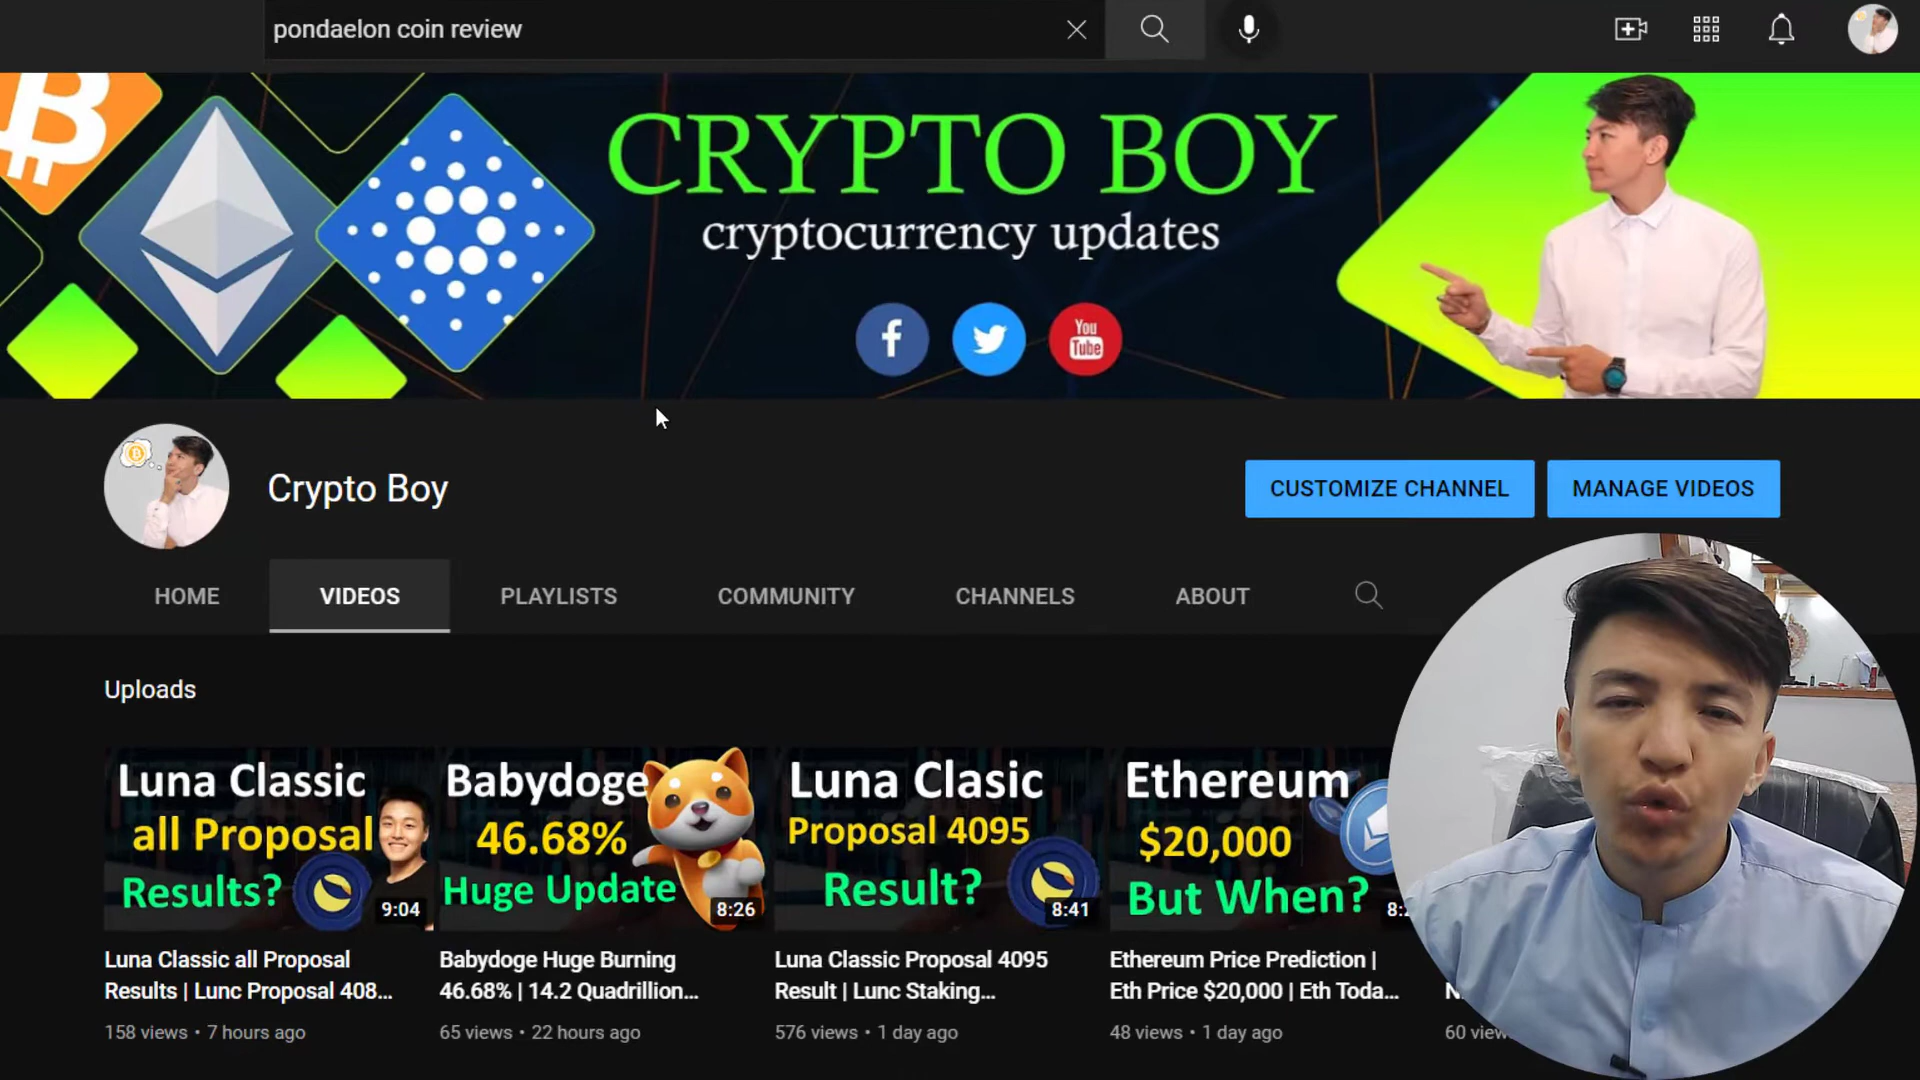 pondaelon coin review
CRYPTO BOY
cryptocurrency updates
You
Tube
Crypto Boy
CUSTOMIZE CHANNEL
MANAGE VIDEOS
HOME
VIDEOS
PLAYLISTS
COMMUNITY
CHANNELS
ABOUT
Uploads
Luna Classic
all Proposal
Results?
9:04
Babydoge
46.68%
Huge Update
8:26
Luna Clasic
Proposal 4095
Result?
8:41
Ethereum
$20,000
But When?
Luna Classic all Proposal
Results | Lunc Proposal 408...
158 views • 7 hours ago
Babydoge Huge Burning
46.68% | 14.2 Quadrillion...
65 views • 22 hours ago
Luna Classic Proposal 4095
Result | Lunc Staking...
576 views • 1 day ago
Ethereum Price Prediction |
Eth Price $20,000 | Eth Toda...
48 views • 1 day ago
60